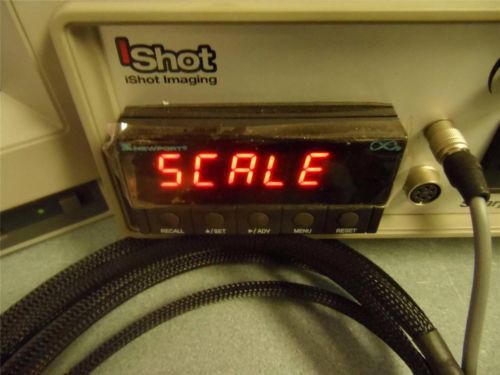 iShot
iShot Imaging
NEWPORT®
SCALE
RECALL ▲/SET ▶/ADV MENU RESET